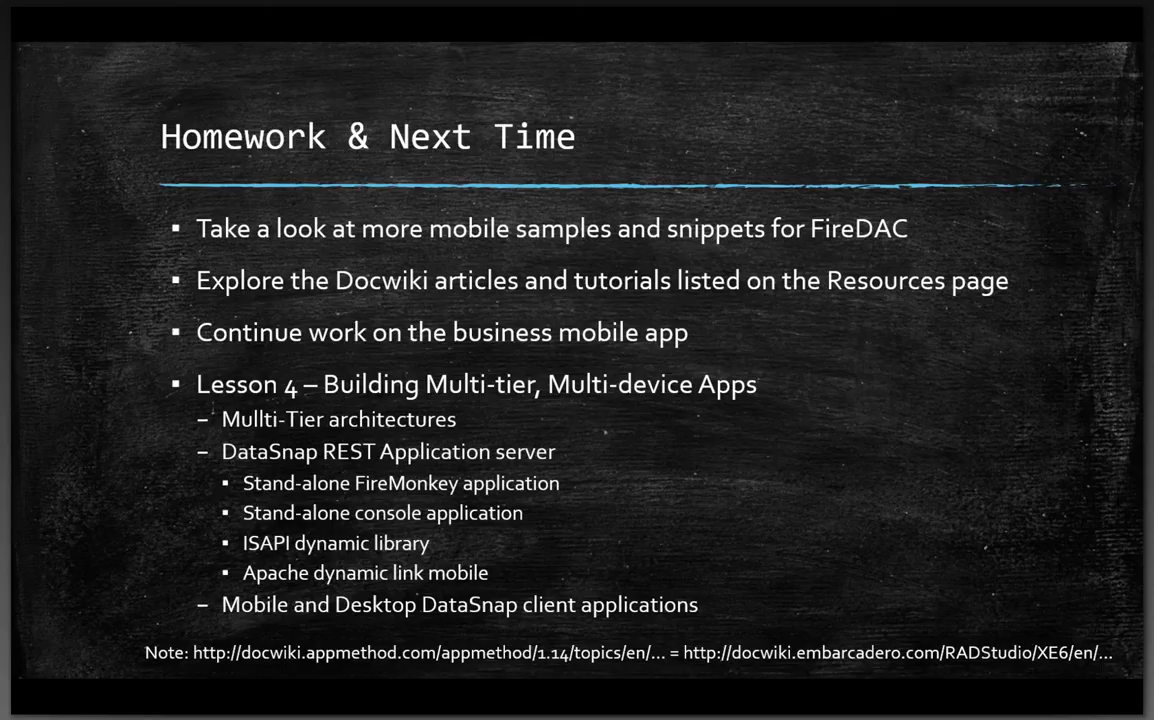 Homework & Next Time
▪ Take a look at more mobile samples and snippets for FireDAC
▪ Explore the Docwiki articles and tutorials listed on the Resources page
▪ Continue work on the business mobile app
▪ Lesson 4 – Building Multi-tier, Multi-device Apps
– Mullti-Tier architectures
– DataSnap REST Application server
▪ Stand-alone FireMonkey application
▪ Stand-alone console application
▪ ISAPI dynamic library
▪ Apache dynamic link mobile
– Mobile and Desktop DataSnap client applications
Note: http://docwiki.appmethod.com/appmethod/1.14/topics/en/... = http://docwiki.embarcadero.com/RADStudio/XE6/en/...